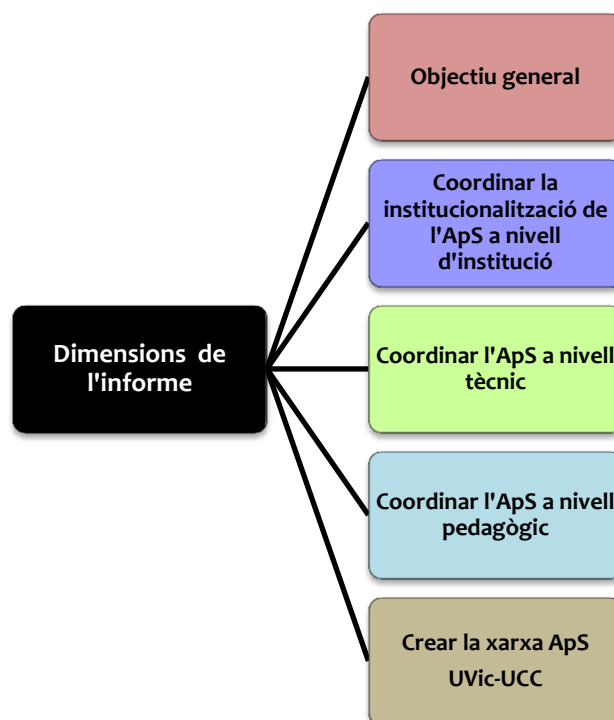 Objectiu general
Coordinar la
institucionalització de
l'ApS a nivell
d'institució
Dimensions de
l'informe
Coordinar l'ApS a nivell
tècnic
Coordinar l'ApS a nivell
pedagògic
Crear la xarxa ApS
UVic-UCC